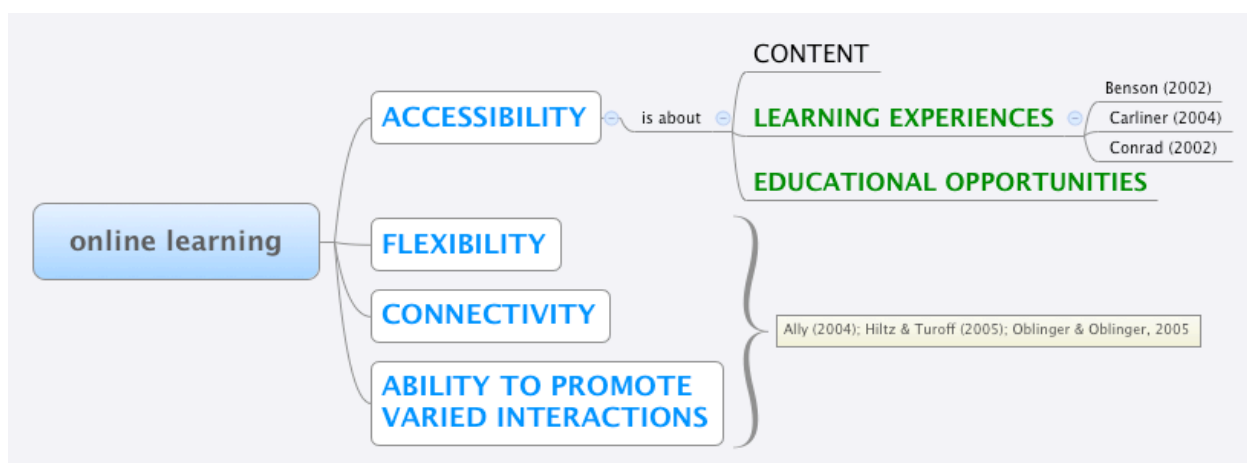 CONTENT
ACCESSIBILITY
is about
LEARNING EXPERIENCES
Benson (2002)
Carliner (2004)
Conrad (2002)
EDUCATIONAL OPPORTUNITIES
online learning
FLEXIBILITY
CONNECTIVITY
ABILITY TO PROMOTE
VARIED INTERACTIONS
Ally (2004); Hiltz & Turoff (2005); Oblinger & Oblinger, 2005